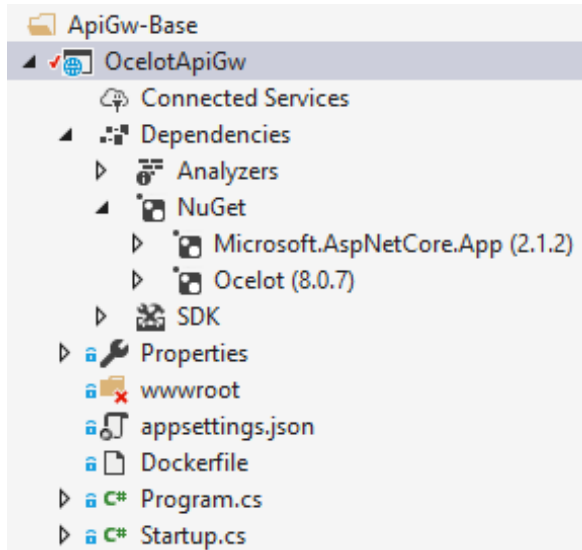 ApiGw-Base
OcelotApiGw
Connected Services
Dependencies
Analyzers
NuGet
Microsoft.AspNetCore.App (2.1.2)
Ocelot (8.0.7)
SDK
Properties
wwwroot
appsettings.json
Dockerfile
C# Program.cs
C# Startup.cs